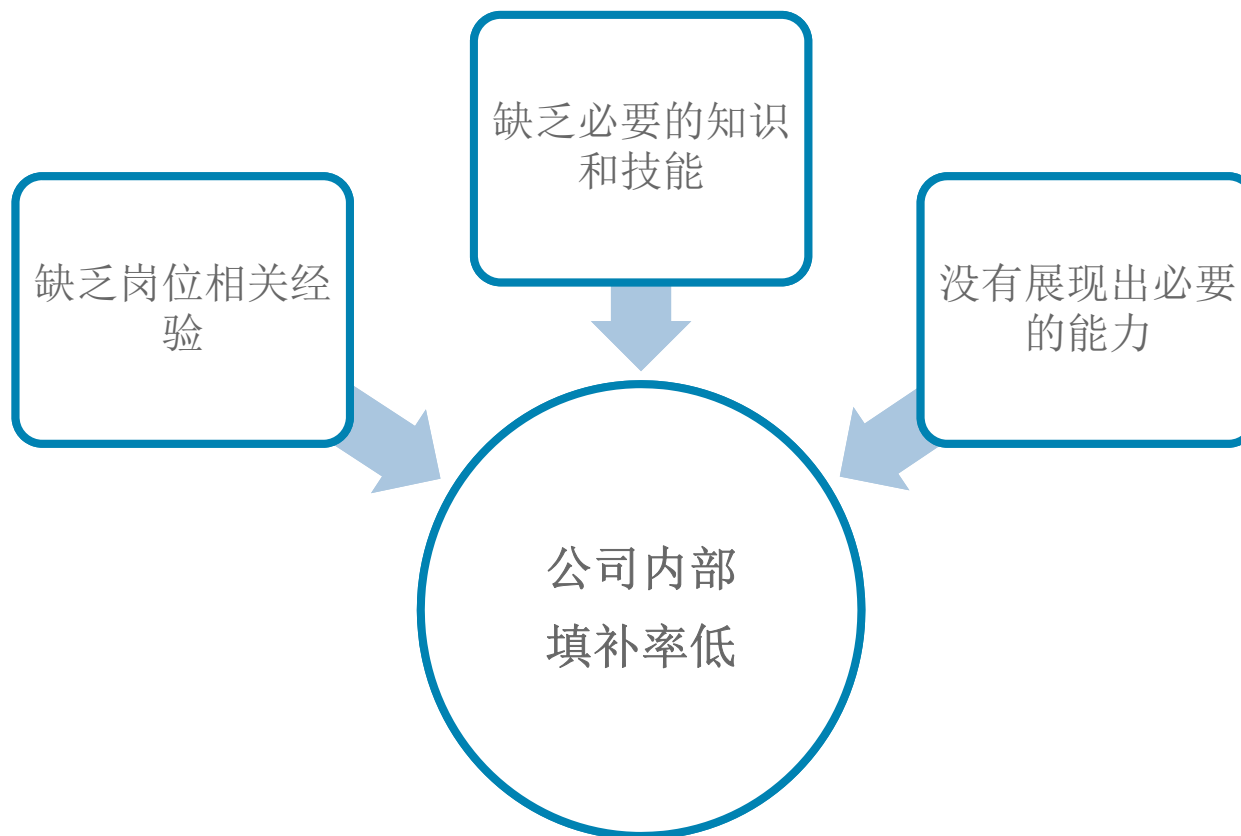 缺乏必要的知识
和技能
缺乏岗位相关经
验
没有展现出必要
的能力
公司内部
填补率低